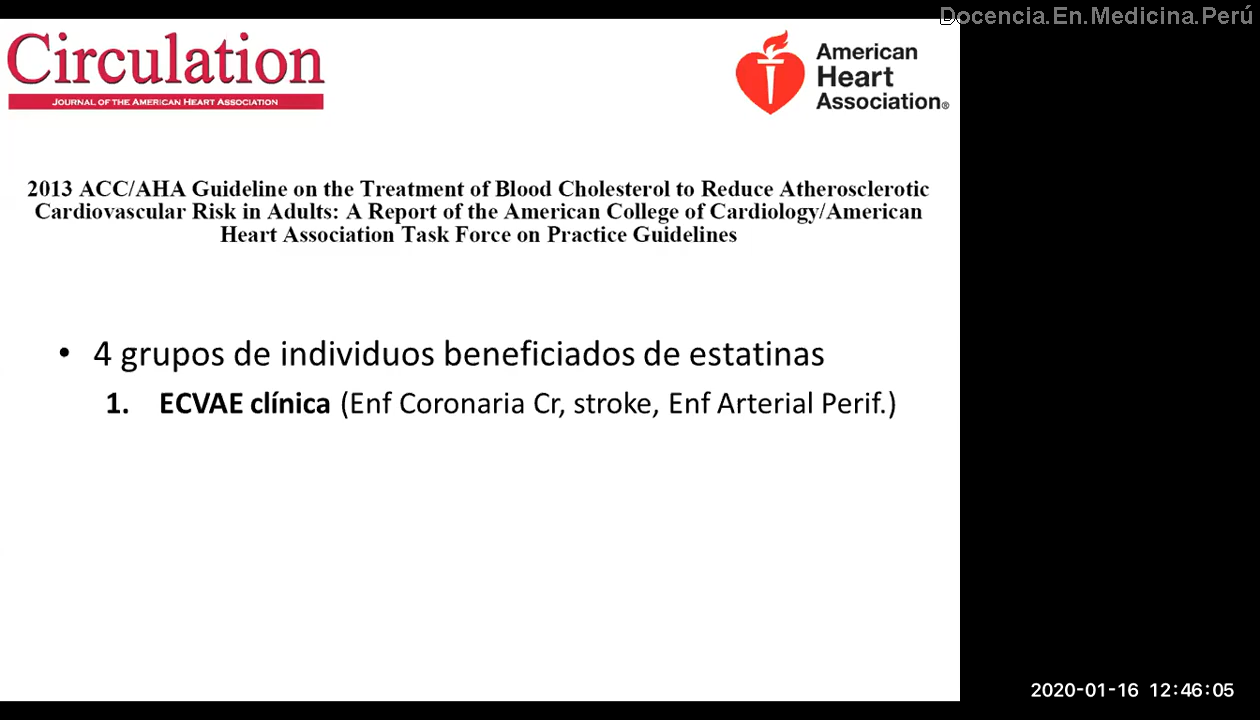 Docencia.En.Medicina.Perú
Circulation
JOURNAL OF THE AMERICAN HEART ASSOCIATION
American
Heart
Association®
2013 ACC/AHA Guideline on the Treatment of Blood Cholesterol to Reduce Atherosclerotic
Cardiovascular Risk in Adults: A Report of the American College of Cardiology/American
Heart Association Task Force on Practice Guidelines
• 4 grupos de individuos beneficiados de estatinas
1. ECVAE clínica (Enf Coronaria Cr, stroke, Enf Arterial Perif.)
2020-01-16 12:46:05